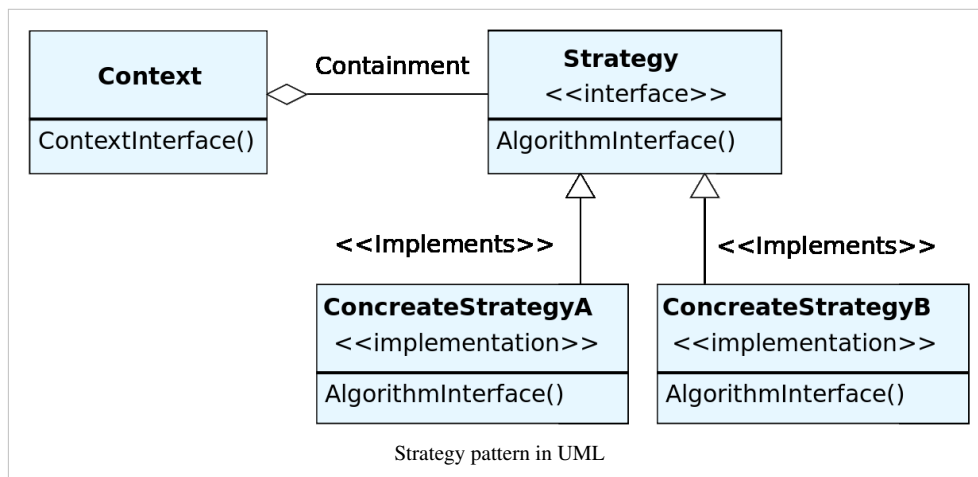 Context
ContextInterface()
Containment
Strategy
<<interface>>
AlgorithmInterface()
<<Implements>>
<<Implements>>
ConcreateStrategyA
<<implementation>>
AlgorithmInterface()
ConcreateStrategyB
<<implementation>>
AlgorithmInterface()
Strategy pattern in UML